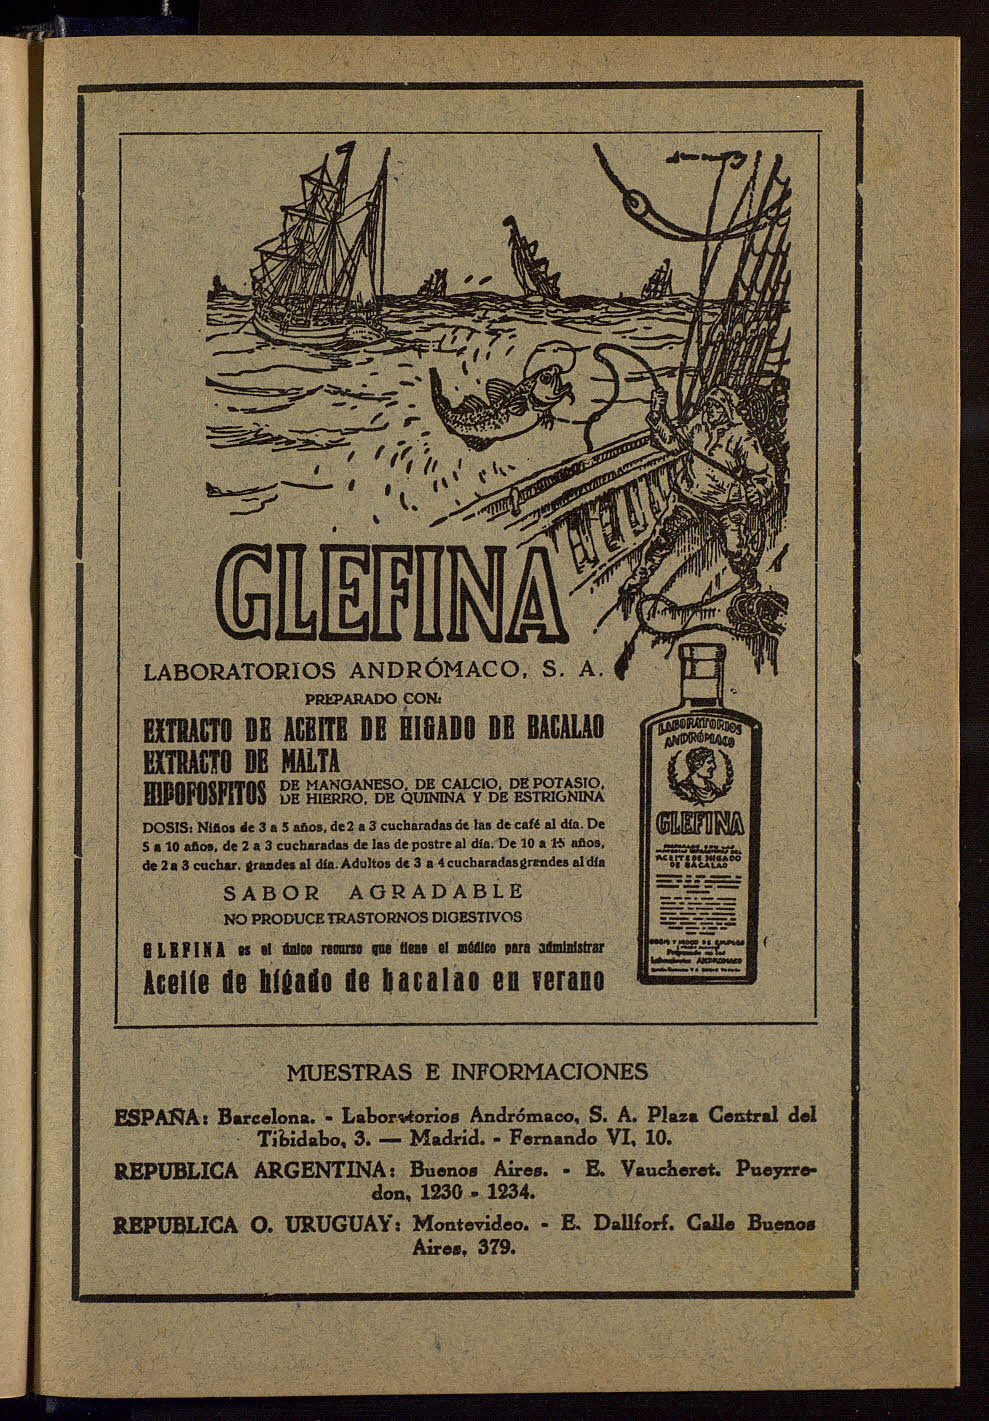 GLEFINA
LABORATORIOS ANDRÓMACO, S. A.
PREPARADO CON:
EXTRACTO DE ACEITE DE HIGADO DE BACALAO
EXTRACTO DE MALTA
HIPOFOSFITOS DE MANGANESO, DE CALCIO, DE POTASIO,
DE HIERRO, DE QUININA Y DE ESTRIGNINA
DOSIS: Niños de 3 a 5 años, de 2 a 3 cucharadas de las de café al día. De
5 a 10 años, de 2 a 3 cucharadas de las de postre al día. De 10 a 15 años,
de 2 a 3 cuchar. grandes al día. Adultos de 3 a 4 cucharadas grandes al día
SABOR AGRADABLE
NO PRODUCE TRASTORNOS DIGESTIVOS
GLEFINA es el único recurso que tiene el médico para administrar
Aceite de hígado de bacalao en verano
LABORATORIOS
ANDRÓMACO
GLEFINA
ACEITE DE HIGADO
DE BACALAO
Laboratorios ANDRÓMACO
MUESTRAS E INFORMACIONES
ESPAÑA: Barcelona. - Laboratorios Andrómaco, S. A. Plaza Central del
Tibidabo, 3. — Madrid. - Fernando VI, 10.
REPUBLICA ARGENTINA: Buenos Aires. - E. Vaucheret. Pueyrre-
don, 1230 - 1234.
REPUBLICA O. URUGUAY: Montevideo. - E. Dallforf. Calle Buenos
Aires, 379.